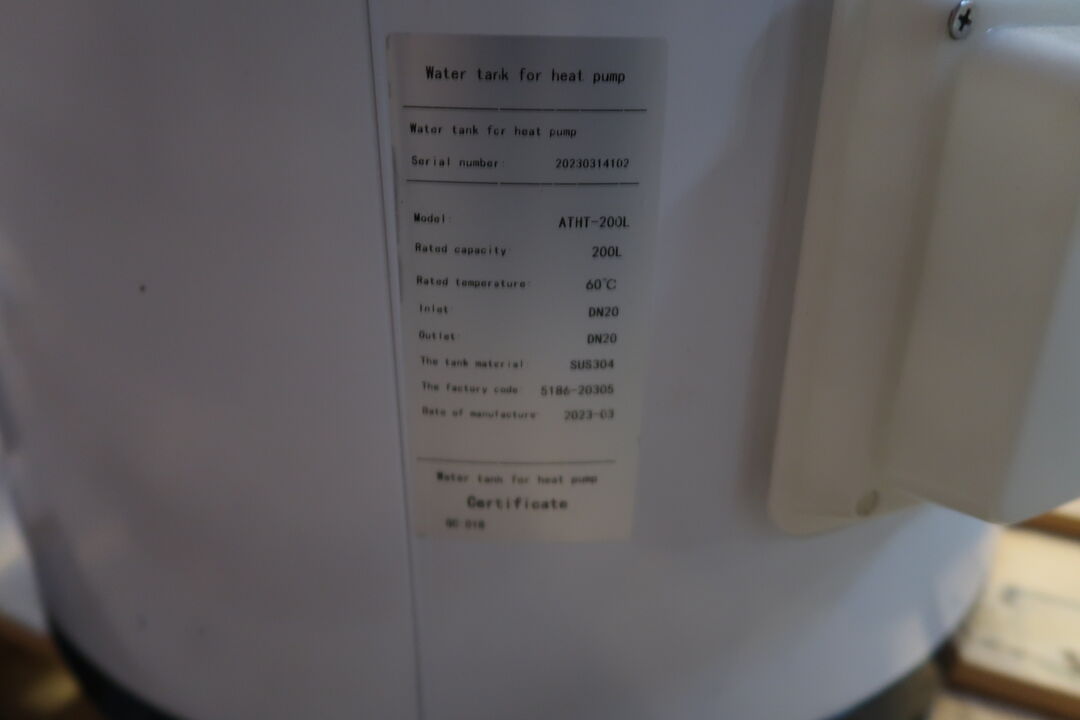 Water tank for heat pump
Water tank for heat pump
Serial number: 20230314102
Model: ATHT-200L
Rated capacity: 200L
Rated temperature: 60℃
Inlet: DN20
Outlet: DN20
The tank material: SUS304
The factory code: 5186-20305
Date of manufacture: 2023-03
Water tank for heat pump
Certificate
QC